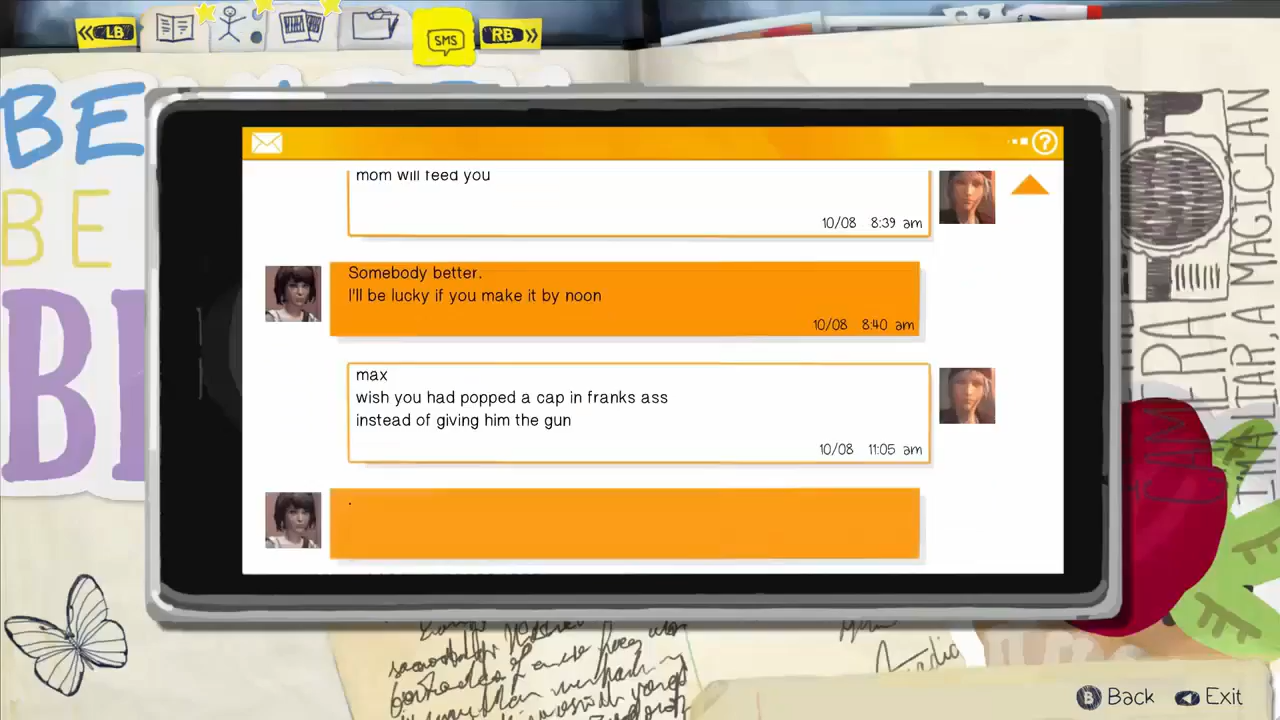 LB
SMS
RB
BE
BE
mom will feed you
10/08 8:39 am
Somebody better.
I'll be lucky if you make it by noon
10/08 8:40 am
max
wish you had popped a cap in franks ass
instead of giving him the gun
10/08 11:05 am
.
A MAGICIAN
Back
Exit